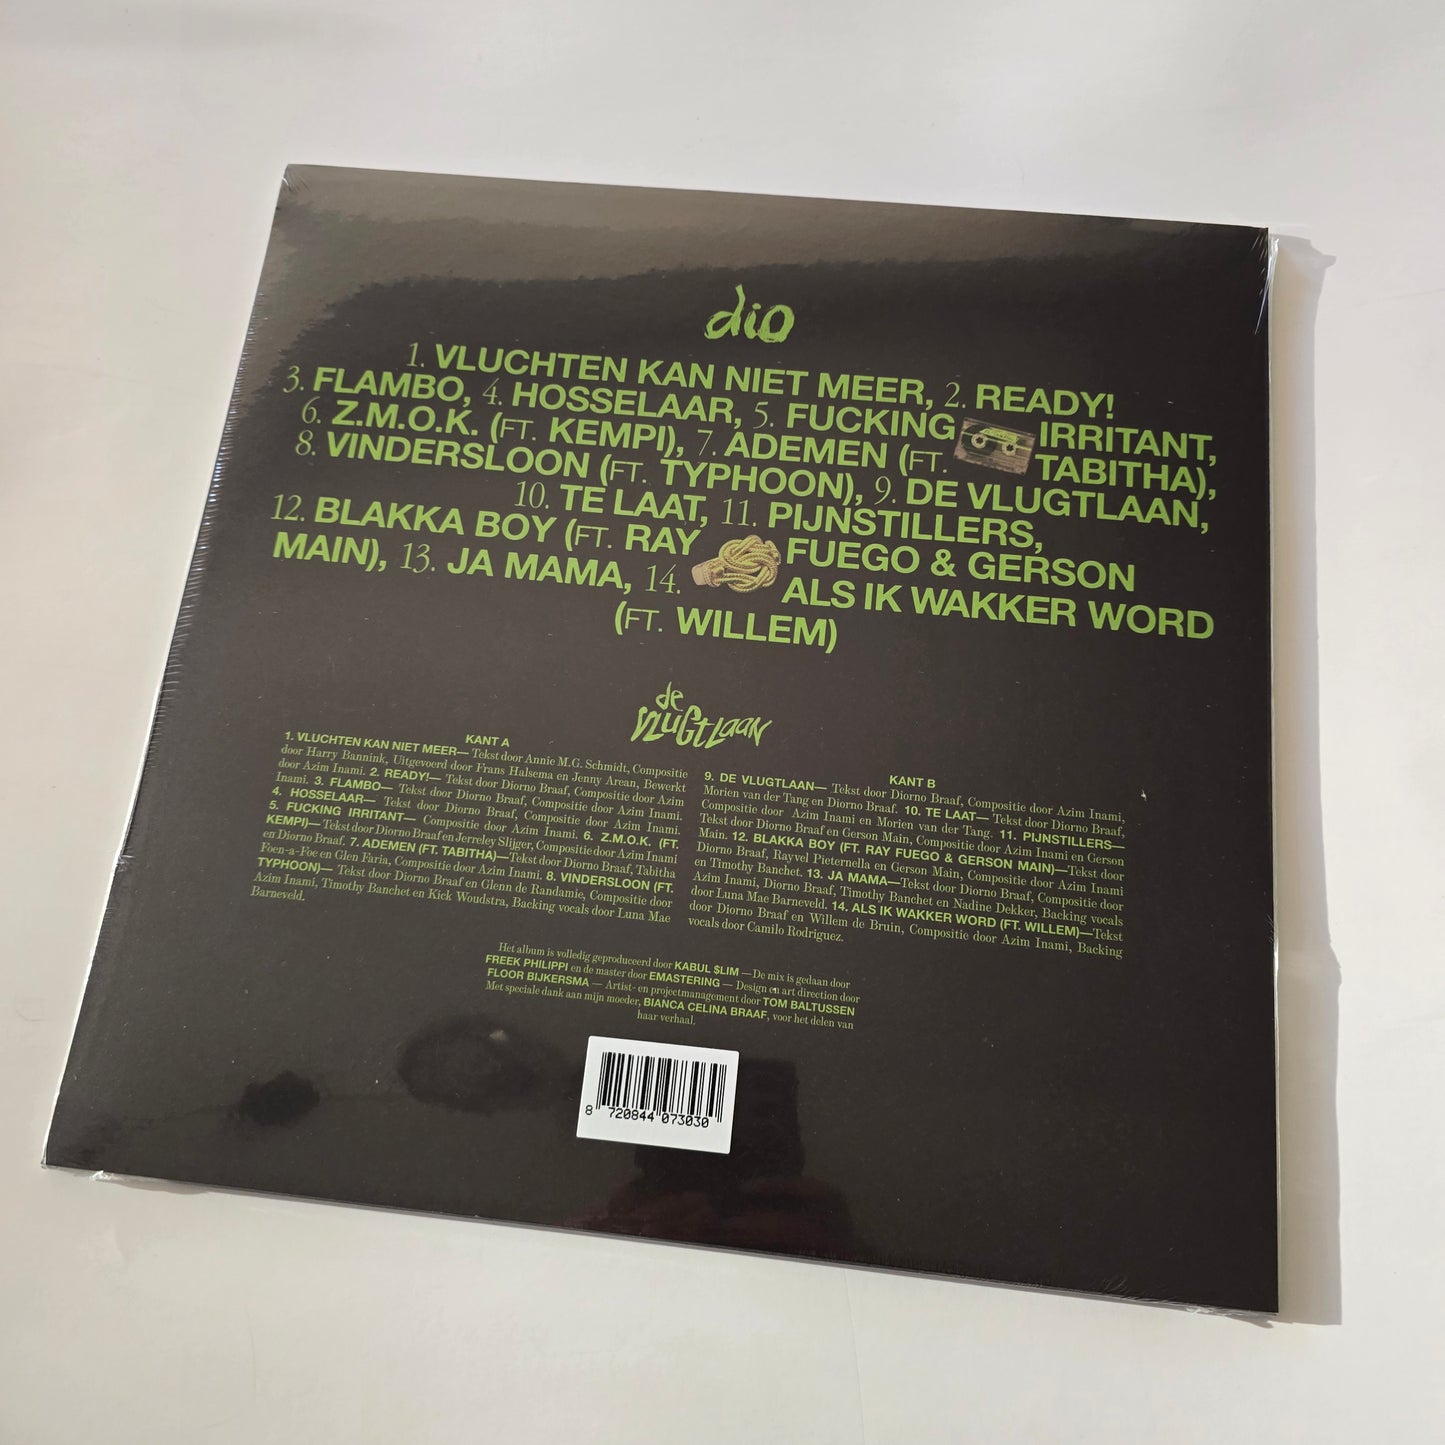 dio
1. VLUCHTEN KAN NIET MEER, 2. READY!
3. FLAMBO, 4. HOSSELAAR, 5. FUCKING IRRITANT,
6. Z.M.O.K. (FT. KEMPI), 7. ADEMEN (FT. TABITHA),
8. VINDERSLOON (FT. TYPHOON), 9. DE VLUGTLAAN,
10. TE LAAT, 11. PIJNSTILLERS,
12. BLAKKA BOY (FT. RAY FUEGO & GERSON
MAIN), 13. JA MAMA, 14. ALS IK WAKKER WORD
(FT. WILLEM)
de
VLUGtLaaN
KANT A
1. VLUCHTEN KAN NIET MEER— Tekst door Annie M.G. Schmidt, Compositie
door Harry Bannink, Uitgevoerd door Frans Halsema en Jenny Arean, Bewerkt
door Azim Inami. 2. READY!— Tekst door Diorno Braaf, Compositie door Azim
Inami. 3. FLAMBO— Tekst door Diorno Braaf, Compositie door Azim Inami.
4. HOSSELAAR— Tekst door Diorno Braaf, Compositie door Azim Inami.
5. FUCKING IRRITANT— Compositie door Azim Inami. 6. Z.M.O.K. (FT.
KEMPI)— Tekst door Diorno Braaf en Jerreley Slijger, Compositie door Azim Inami
en Diorno Braaf. 7. ADEMEN (FT. TABITHA)—Tekst door Diorno Braaf, Tabitha
Foen-a-Foe en Glen Faria, Compositie door Azim Inami. 8. VINDERSLOON (FT.
TYPHOON)— Tekst door Diorno Braaf en Glenn de Randamie, Compositie door
Azim Inami, Timothy Banchet en Kick Woudstra, Backing vocals door Luna Mae
Barneveld.
KANT B
9. DE VLUGTLAAN— Tekst door Diorno Braaf, Compositie door Azim Inami,
Morien van der Tang en Diorno Braaf. 10. TE LAAT— Tekst door Diorno Braaf,
Compositie door Azim Inami en Morien van der Tang. 11. PIJNSTILLERS—
Tekst door Diorno Braaf en Gerson Main, Compositie door Azim Inami en Gerson
Main. 12. BLAKKA BOY (FT. RAY FUEGO & GERSON MAIN)—Tekst door
Diorno Braaf, Rayvel Pieternella en Gerson Main, Compositie door Azim Inami
en Timothy Banchet. 13. JA MAMA—Tekst door Diorno Braaf, Compositie door
Azim Inami, Diorno Braaf, Timothy Banchet en Nadine Dekker, Backing vocals
door Luna Mae Barneveld. 14. ALS IK WAKKER WORD (FT. WILLEM)—Tekst
door Diorno Braaf en Willem de Bruin, Compositie door Azim Inami, Backing
vocals door Camilo Rodriguez.
Het album is volledig geproduceerd door KABUL $LIM —De mix is gedaan door
FREEK PHILIPPI en de master door EMASTERING — Design en art direction door
FLOOR BIJKERSMA — Artist- en projectmanagement door TOM BALTUSSEN
Met speciale dank aan mijn moeder, BIANCA CELINA BRAAF, voor het delen van
haar verhaal.
8 720844 073030